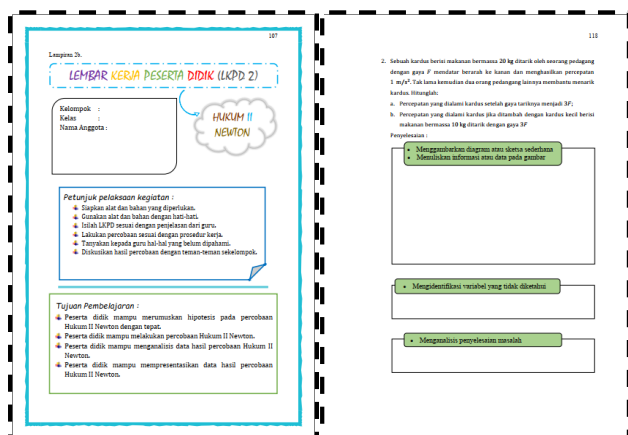 107
Lampiran 2b.
LEMBAR KERJA PESERTA DIDIK (LKPD 2)
Kelompok :
Kelas :
Nama Anggota :
HUKUM II
NEWTON
Petunjuk pelaksaan kegiatan :
Siapkan alat dan bahan yang diperlukan.
Gunakan alat dan bahan dengan hati-hati.
Isilah LKPD sesuai dengan penjelasan dari guru.
Lakukan percobaan sesuai dengan prosedur kerja.
Tanyakan kepada guru hal-hal yang belum dipahami.
Diskusikan hasil percobaan dengan teman-teman sekelompok.
Tujuan Pembelajaran :
Peserta didik mampu merumuskan hipotesis pada percobaan
Hukum II Newton dengan tepat.
Peserta didik mampu melakukan percobaan Hukum II Newton.
Peserta didik mampu menganalisis data hasil percobaan Hukum II
Newton.
Peserta didik mampu mempresentasikan data hasil percobaan
Hukum II Newton.
118
2. Sebuah kardus berisi makanan bermassa 20 kg ditarik oleh seorang pedagang
dengan gaya F mendatar berarah ke kanan dan menghasilkan percepatan
1 m/s². Tak lama kemudian dua orang pedangang lainnya membantu menarik
kardus. Hitunglah:
a. Percepatan yang dialami kardus setelah gaya tariknya menjadi 3F;
b. Percepatan yang dialami kardus jika ditambah dengan kardus kecil berisi
makanan bermassa 10 kg ditarik dengan gaya 3F
Penyelesaian :
• Menggambarkan diagram atau sketsa sederhana
• Menuliskan informasi atau data pada gambar
• Mengidentifikasi variabel yang tidak diketahui
• Menganalisis penyelesaian masalah